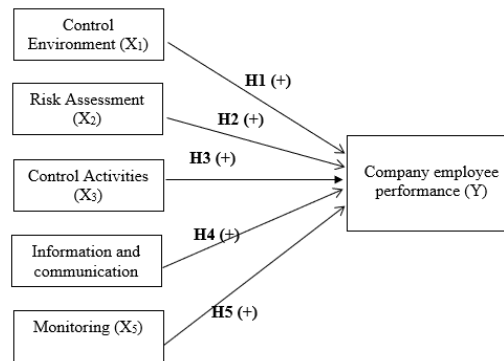 Control
Environment (X₁)
H1 (+)
Risk Assessment
(X₂)
H2 (+)
H3 (+)
Control Activities
(X₃)
Company employee
performance (Y)
H4 (+)
Information and
communication
H5 (+)
Monitoring (X₅)